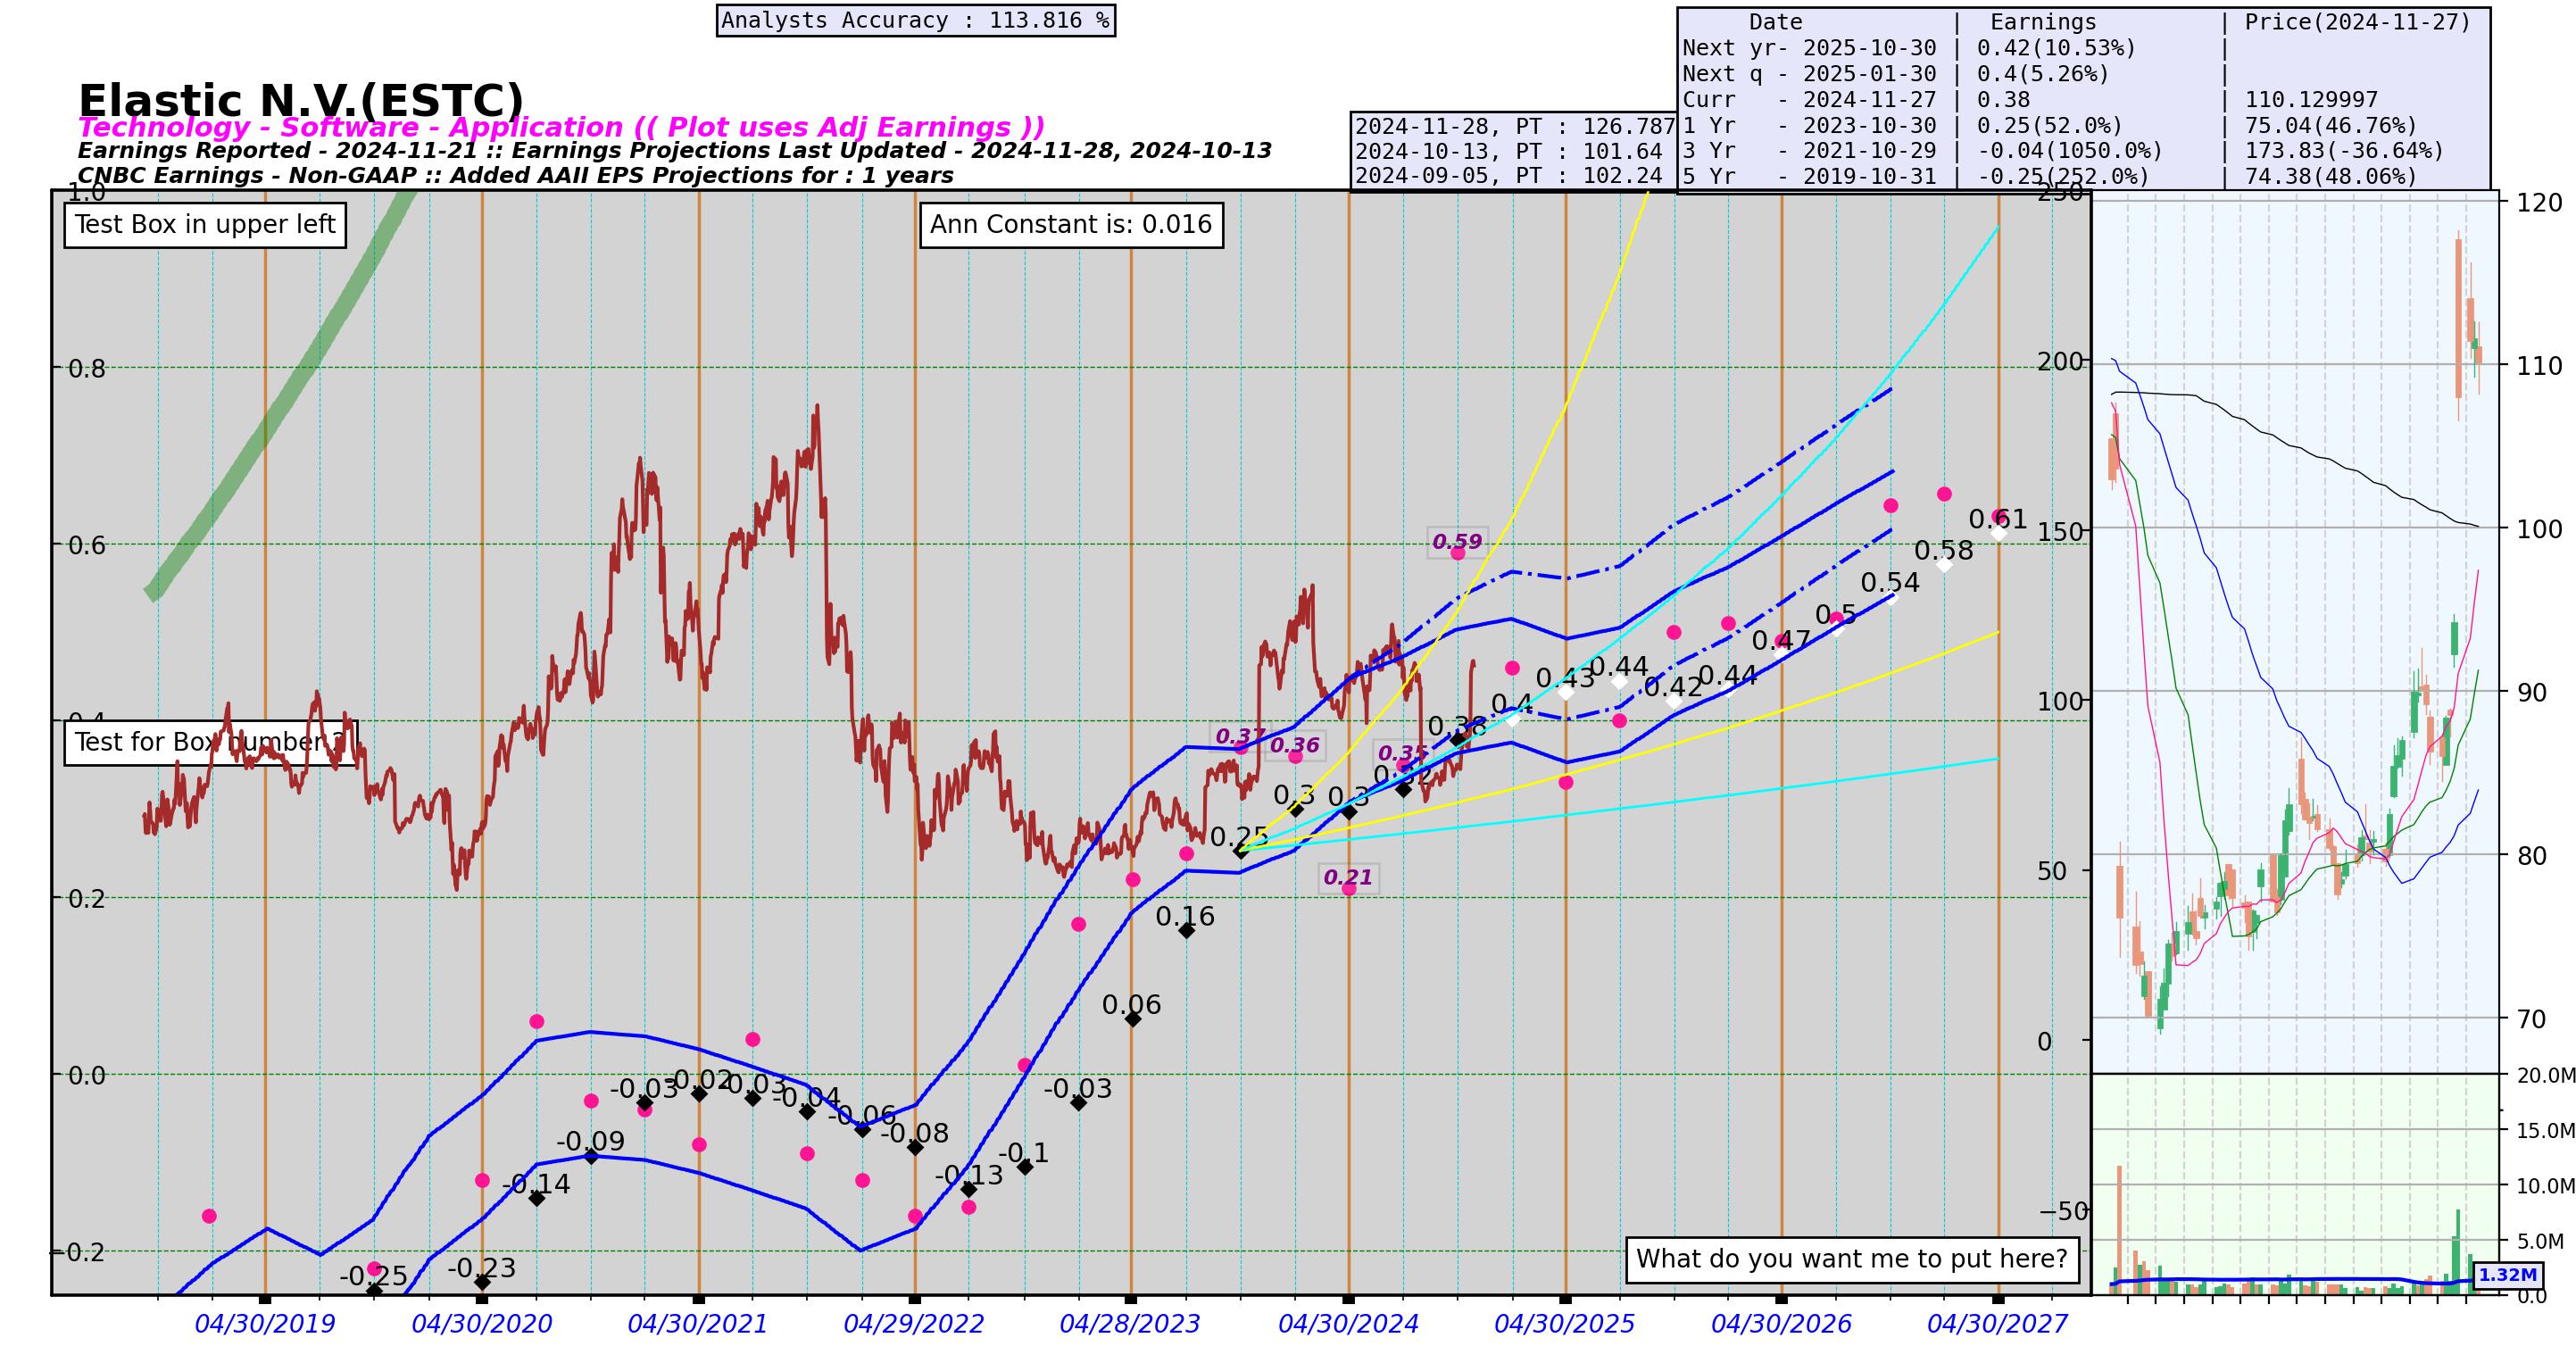 Analysts Accuracy : 113.816 %
Date | Earnings | Price(2024-11-27)
Next yr- 2025-10-30 | 0.42(10.53%) |
Next q - 2025-01-30 | 0.4(5.26%) |
Curr - 2024-11-27 | 0.38 | 110.129997
1 Yr - 2023-10-30 | 0.25(52.0%) | 75.04(46.76%)
3 Yr - 2021-10-29 | -0.04(1050.0%) | 173.83(-36.64%)
5 Yr - 2019-10-31 | -0.25(252.0%) | 74.38(48.06%)
Elastic N.V.(ESTC)
Technology - Software - Application (( Plot uses Adj Earnings ))
Earnings Reported - 2024-11-21 :: Earnings Projections Last Updated - 2024-11-28, 2024-10-13
CNBC Earnings - Non-GAAP :: Added AAII EPS Projections for : 1 years
2024-11-28, PT : 126.787
2024-10-13, PT : 101.64
2024-09-05, PT : 102.24
Test Box in upper left
Ann Constant is: 0.016
Test for Box number 2
What do you want me to put here?
1.0
0.8
0.6
0.4
0.2
0.0
−0.2
250
200
150
100
50
0
−50
120
110
100
90
80
70
20.0M
15.0M
10.0M
5.0M
0.0
1.32M
-0.25
-0.23
-0.14
-0.09
-0.03
-0.02
-0.03
-0.04
-0.06
-0.08
-0.13
-0.1
-0.03
0.06
0.16
0.25
0.3
0.3
0.32
0.38
0.4
0.43
0.44
0.42
0.44
0.47
0.5
0.54
0.58
0.61
0.37
0.36
0.21
0.35
0.59
04/30/2019
04/30/2020
04/30/2021
04/29/2022
04/28/2023
04/30/2024
04/30/2025
04/30/2026
04/30/2027